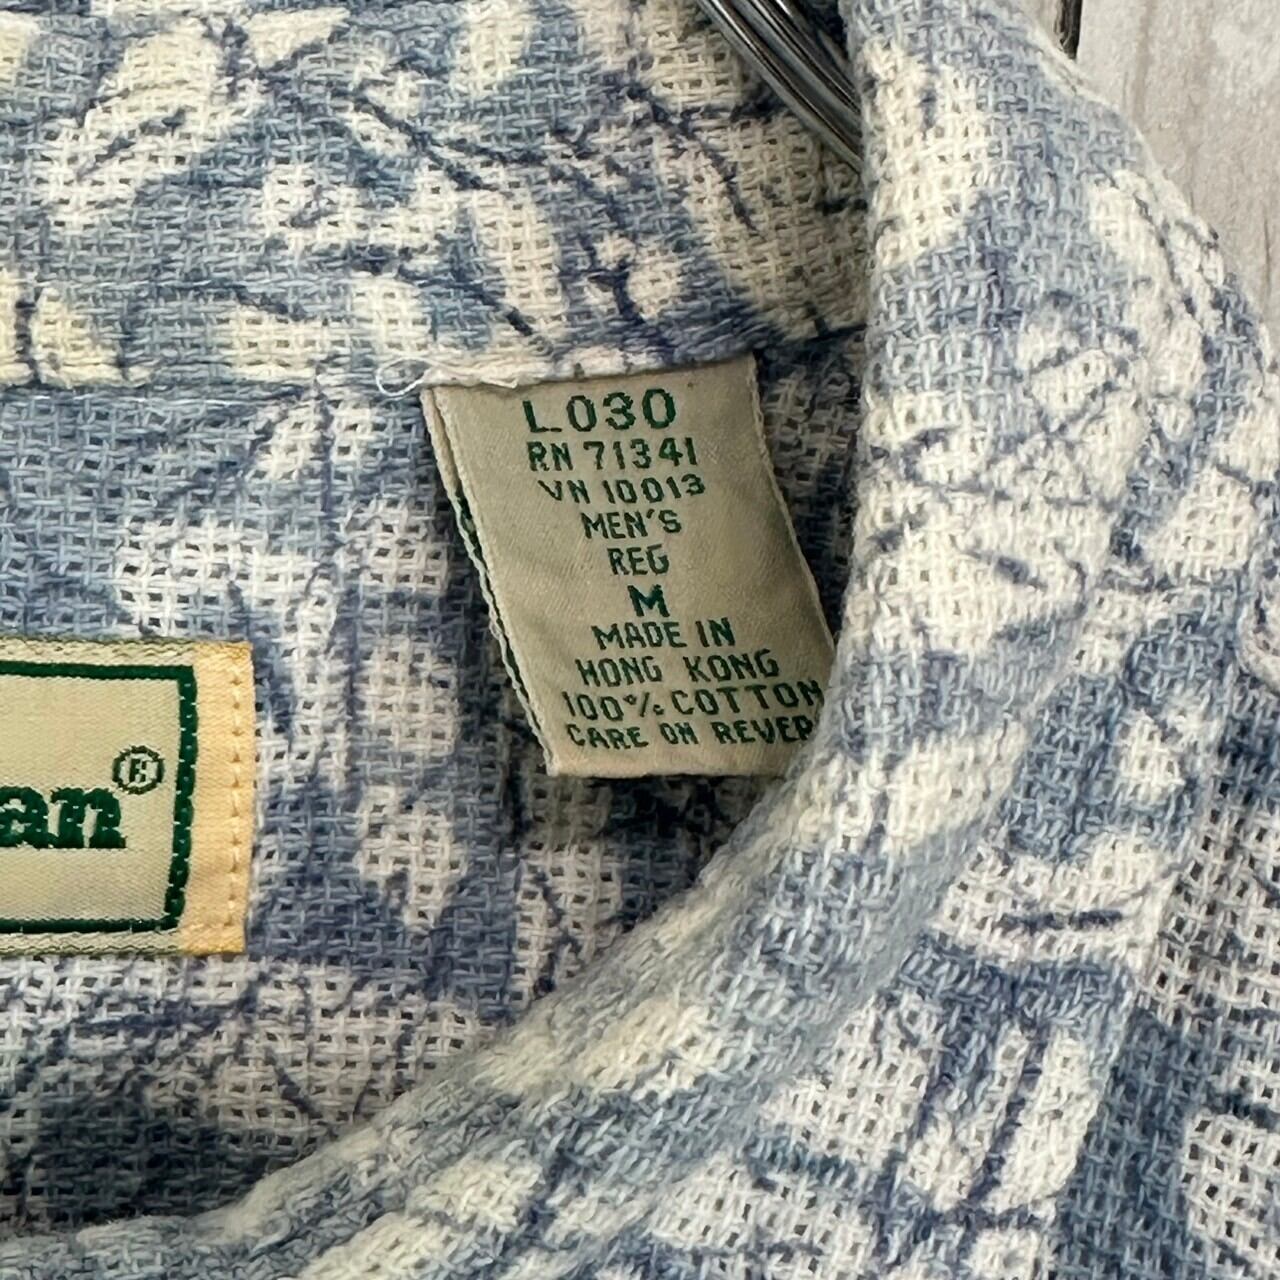 L030
RN 71341
VN 10013
MEN'S
REG
M
MADE IN
HONG KONG
100% COTTON
CARE ON REVER
an®